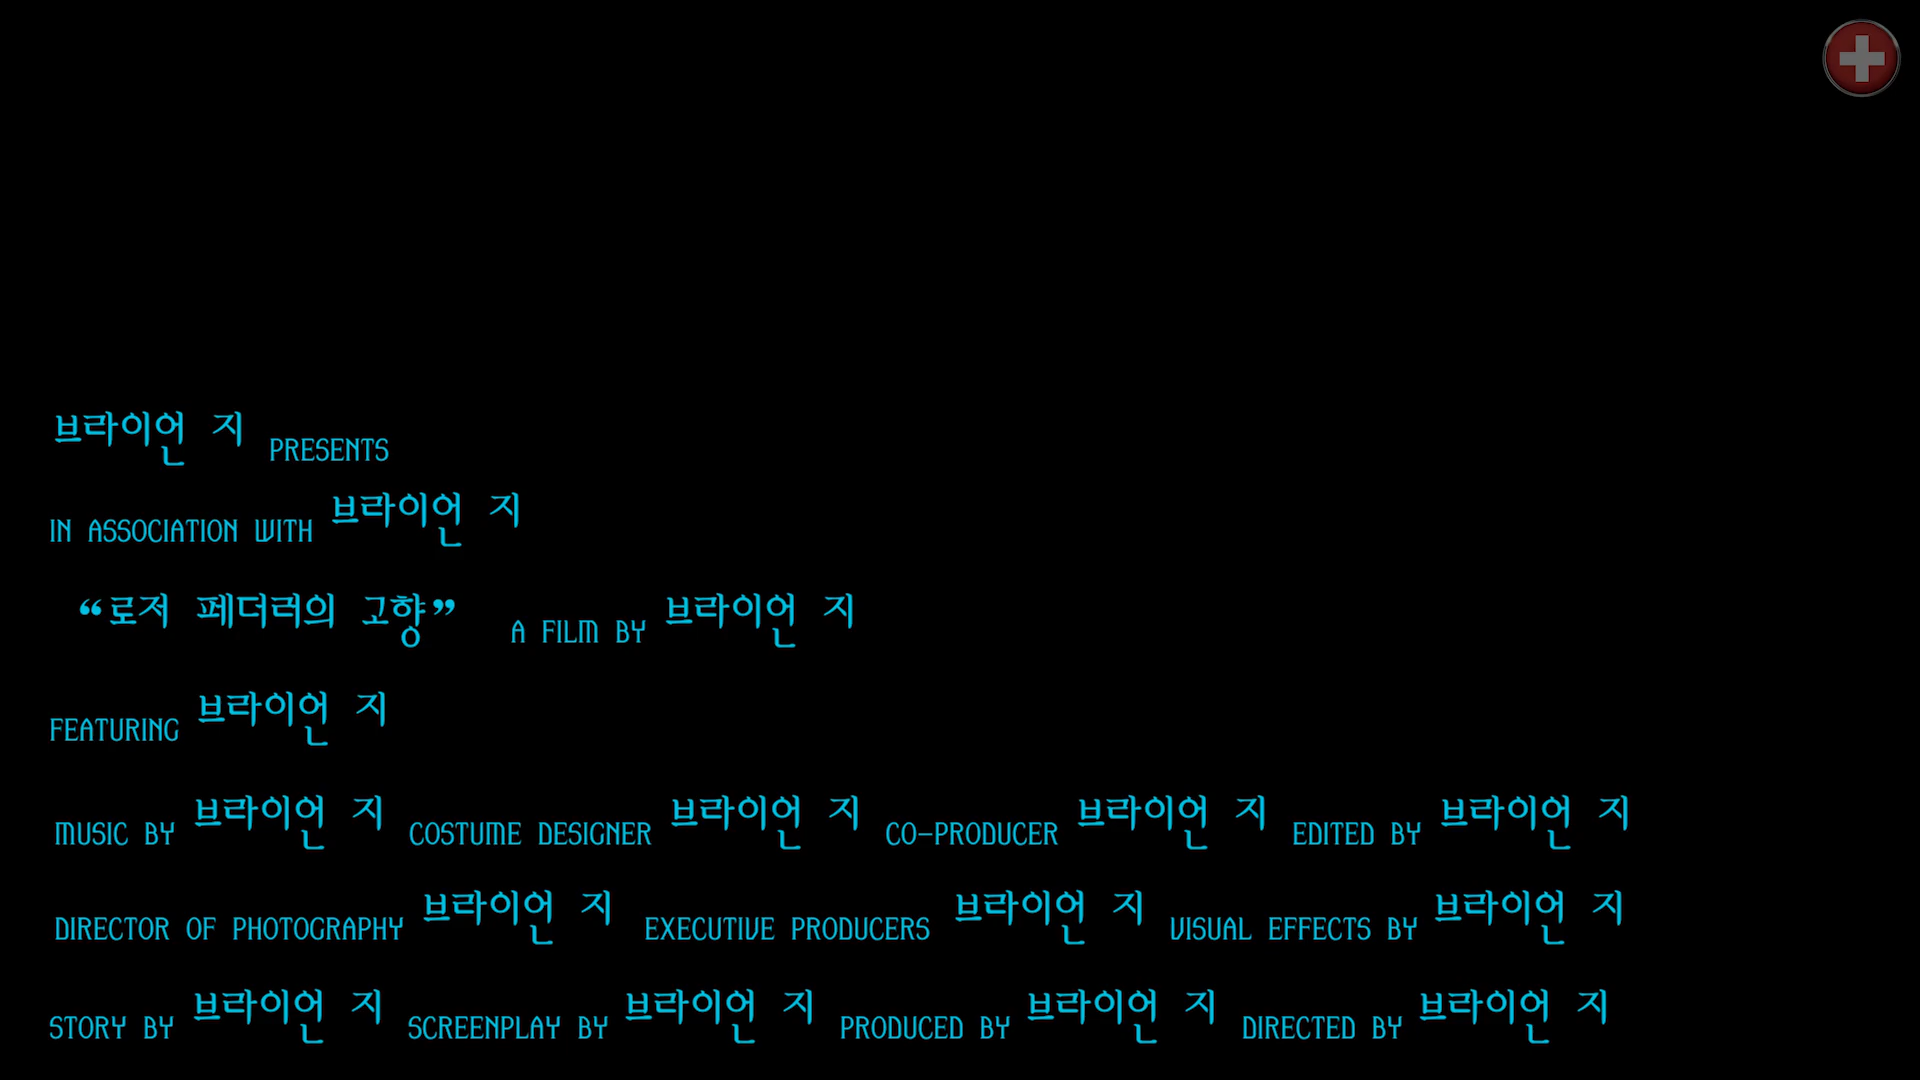 브라이언 지 PRESENTS
IN ASSOCIATION WITH 브라이언 지
“로저 페더러의 고향” A FILM BY 브라이언 지
FEATURING 브라이언 지
MUSIC BY 브라이언 지 COSTUME DESIGNER 브라이언 지 CO-PRODUCER 브라이언 지 EDITED BY 브라이언 지
DIRECTOR OF PHOTOGRAPHY 브라이언 지 EXECUTIVE PRODUCERS 브라이언 지 VISUAL EFFECTS BY 브라이언 지
STORY BY 브라이언 지 SCREENPLAY BY 브라이언 지 PRODUCED BY 브라이언 지 DIRECTED BY 브라이언 지